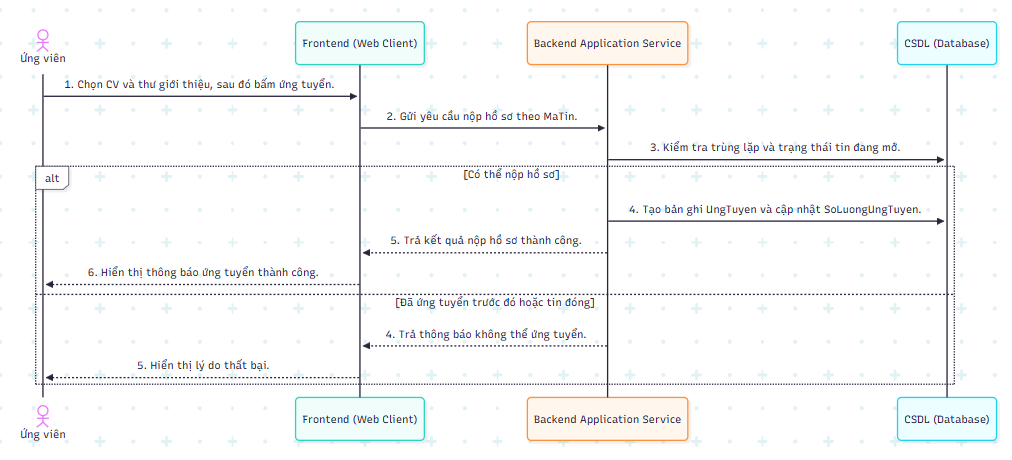 Ứng viên
Frontend (Web Client)
Backend Application Service
CSDL (Database)
1. Chọn CV và thư giới thiệu, sau đó bấm ứng tuyển.
2. Gửi yêu cầu nộp hồ sơ theo MaTin.
3. Kiểm tra trùng lặp và trạng thái tin đang mở.
alt
[Có thể nộp hồ sơ]
4. Tạo bản ghi UngTuyen và cập nhật SoLuongUngTuyen.
5. Trả kết quả nộp hồ sơ thành công.
6. Hiển thị thông báo ứng tuyển thành công.
[Đã ứng tuyển trước đó hoặc tin đóng]
4. Trả thông báo không thể ứng tuyển.
5. Hiển thị lý do thất bại.
Ứng viên
Frontend (Web Client)
Backend Application Service
CSDL (Database)